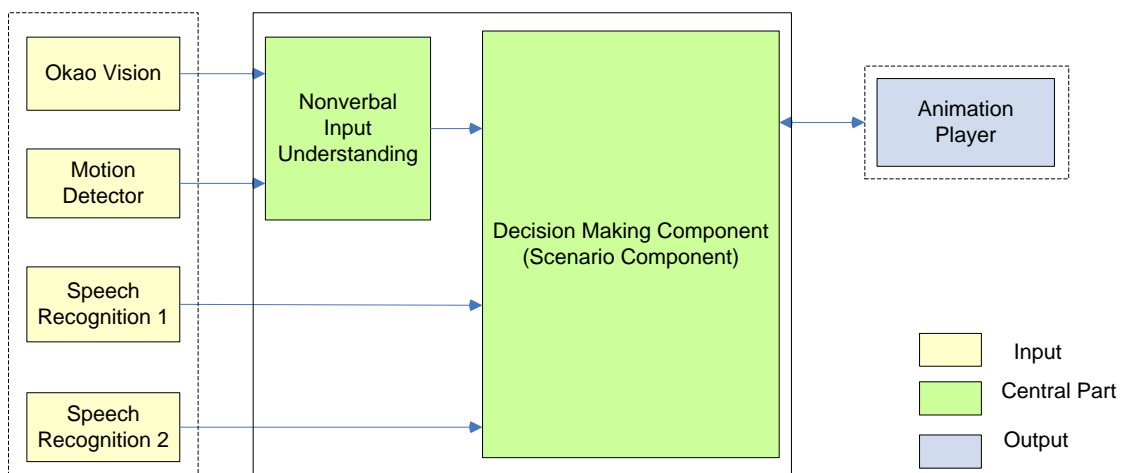 Okao Vision
Motion
Detector
Speech
Recognition 1
Speech
Recognition 2
Nonverbal
Input
Understanding
Decision Making Component
(Scenario Component)
Animation
Player
Input
Central Part
Output